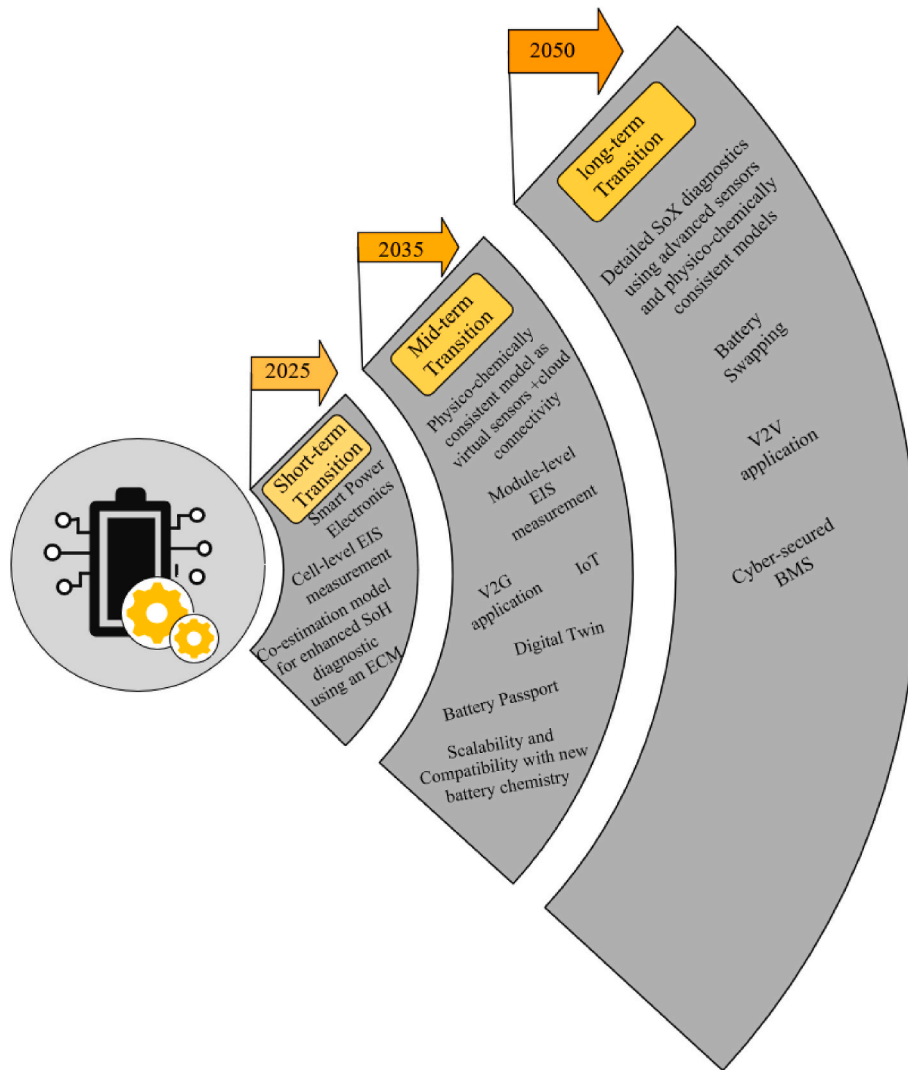 2025
Short-term
Transition
Smart Power
Electronics
Cell-level EIS
measurement
Co-estimation model
for enhanced SoH
diagnostic
using an ECM
2035
Mid-term
Transition
Physico-chemically
consistent model as
virtual sensors +cloud
connectivity
Module-level
EIS
measurement
V2G
application
IoT
Digital Twin
Battery Passport
Scalability and
Compatibility with new
battery chemistry
2050
long-term
Transition
Detailed SoX diagnostics
using advanced sensors
and physico-chemically
consistent models
Battery
Swapping
V2V
application
Cyber-secured
BMS